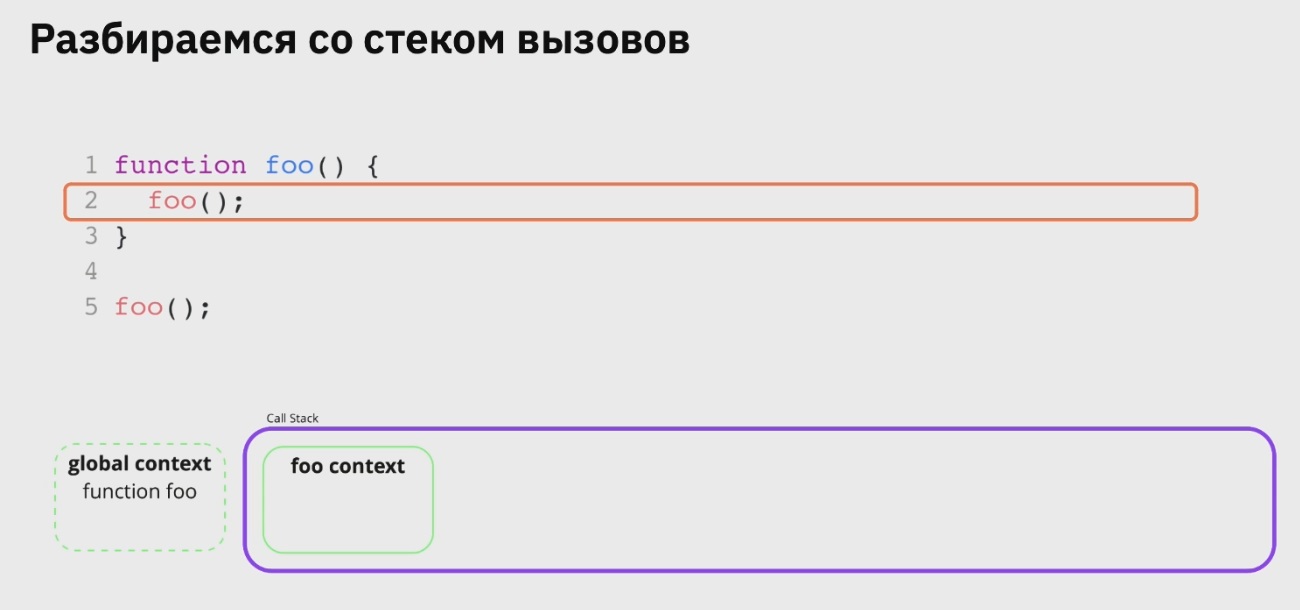 Разбираемся со стеком вызовов
1 function foo() {
2   foo();
3 }
4
5 foo();
Call Stack
global context
function foo
foo context